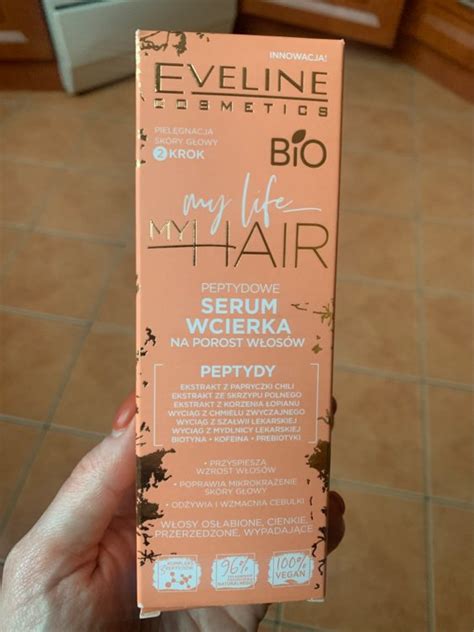 INNOWACJA!
EVELINE
COSMETICS
PIELĘGNACJA
SKÓRY GŁOWY
2 KROK
BiO
my life
MY HAIR
PEPTYDOWE
SERUM
WCIERKA
NA POROST WŁOSÓW
PEPTYDY
EKSTRAKT Z PAPRYCZKI CHILI
EKSTRAKT ZE SKRZYPU POLNEGO
EKSTRAKT Z KORZENIA ŁOPIANU
WYCIĄG Z CHMIELU ZWYCZAJNEGO
WYCIĄG Z SZAŁWII LEKARSKIEJ
WYCIĄG Z MYDLNICY LEKARSKIEJ
BIOTYNA • KOFEINA • PREBIOTYKI
• PRZYSPIESZA
WZROST WŁOSÓW
• POPRAWIA MIKROKRĄŻENIE
SKÓRY GŁOWY
• ODŻYWIA I WZMACNIA CEBULKI
WŁOSY OSŁABIONE, CIENKIE,
PRZERZEDZONE, WYPADAJĄCE
96%
100%
VEGAN